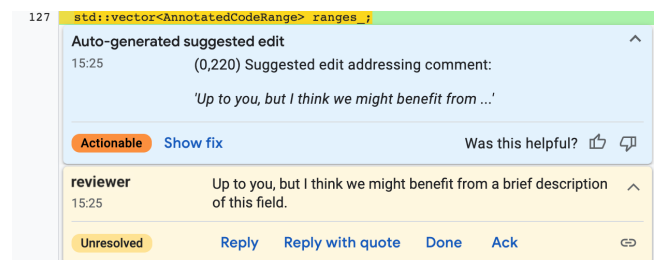 127 std::vector<AnnotatedCodeRange> ranges_;
Auto-generated suggested edit
15:25 (0,220) Suggested edit addressing comment:
'Up to you, but I think we might benefit from ...'
Actionable Show fix Was this helpful?
reviewer Up to you, but I think we might benefit from a brief description
15:25 of this field.
Unresolved Reply Reply with quote Done Ack